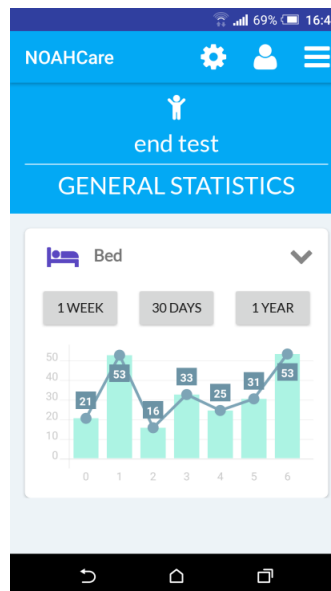 69% 16:4
NOAHCare
end test
GENERAL STATISTICS
Bed
1 WEEK 30 DAYS 1 YEAR
50
40
30
20
10
0
21 53 16 33 25 31 53
0 1 2 3 4 5 6